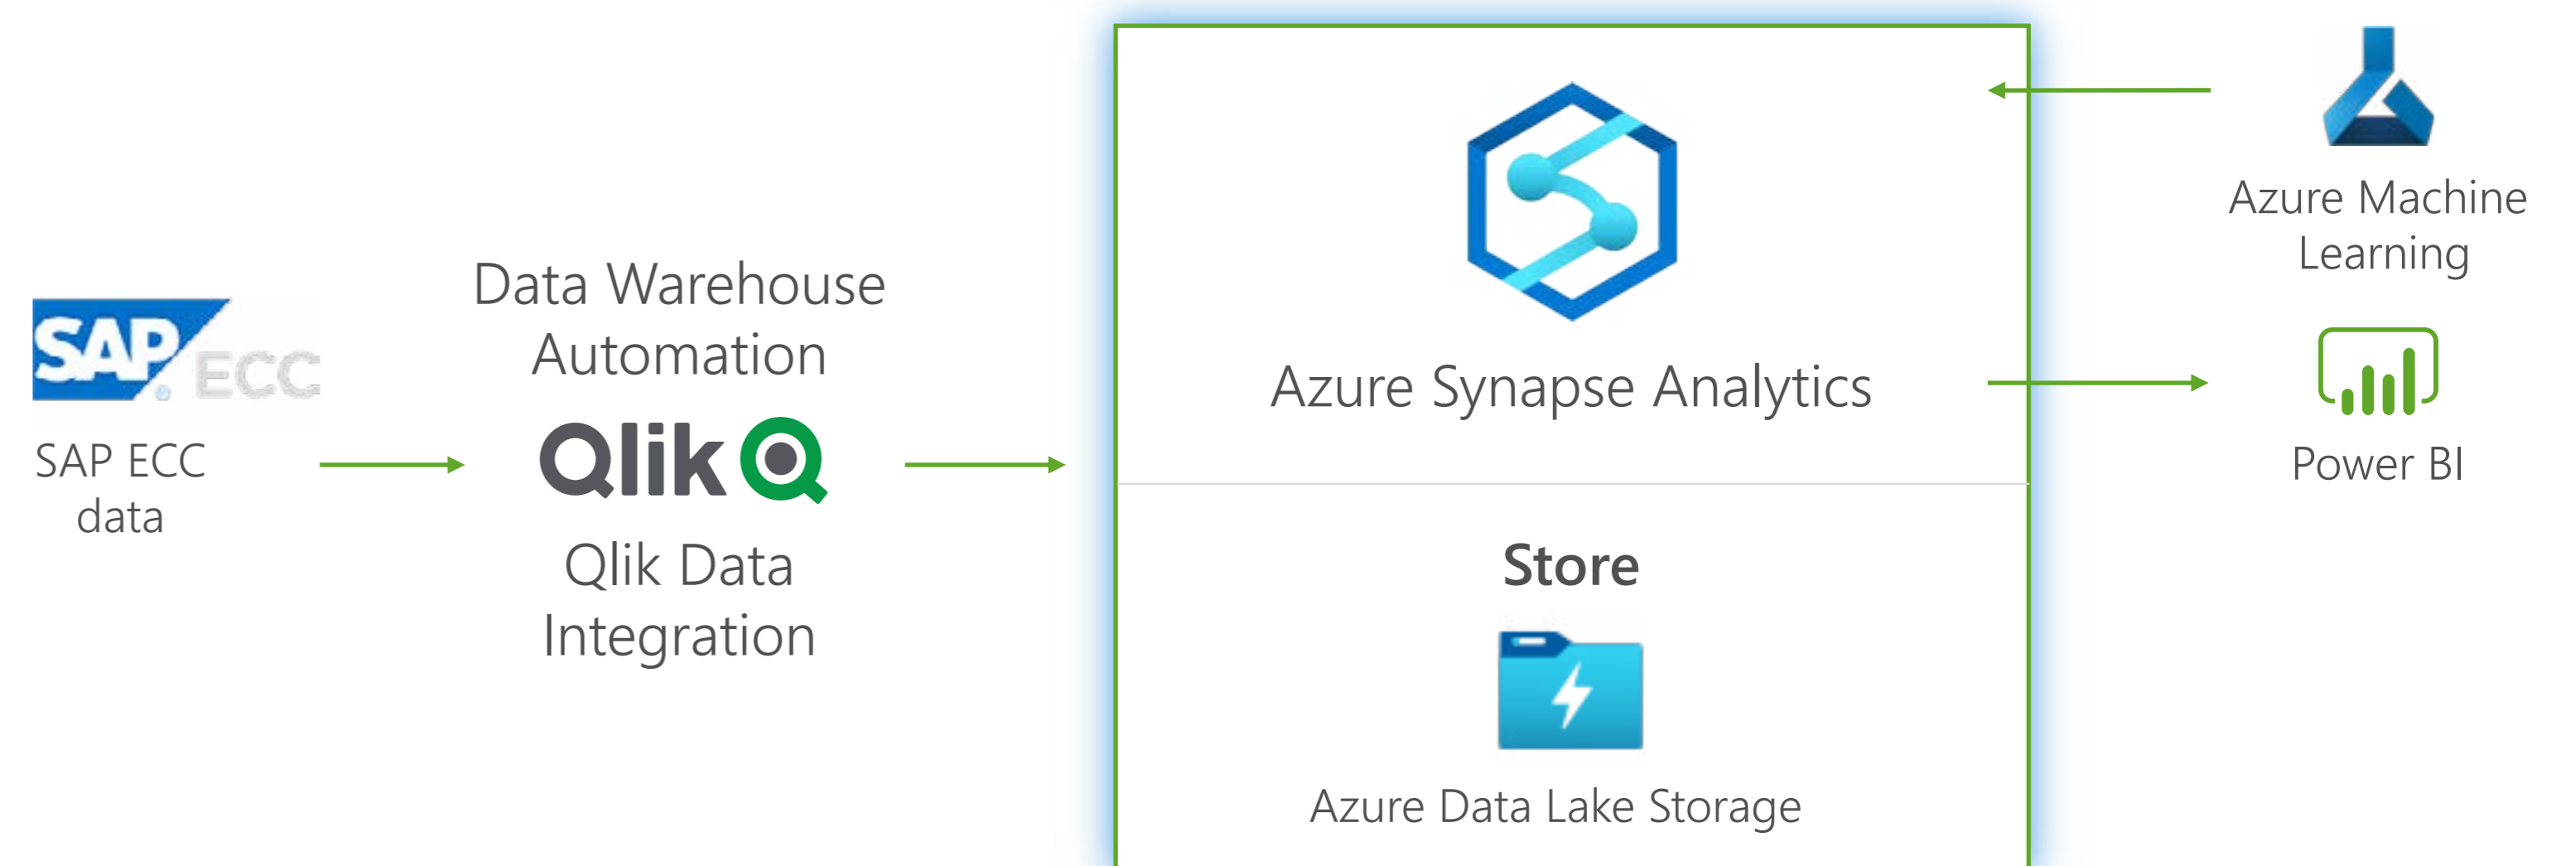 SAP ECC
SAP ECC
data
Data Warehouse
Automation
Qlik
Qlik Data
Integration
Azure Synapse Analytics
Store
Azure Data Lake Storage
Azure Machine
Learning
Power BI